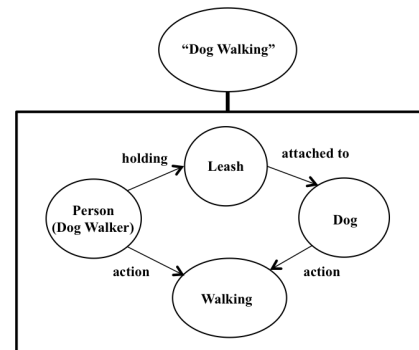 “Dog Walking”
holding
Leash
attached to
Person
(Dog Walker)
Dog
action
action
Walking